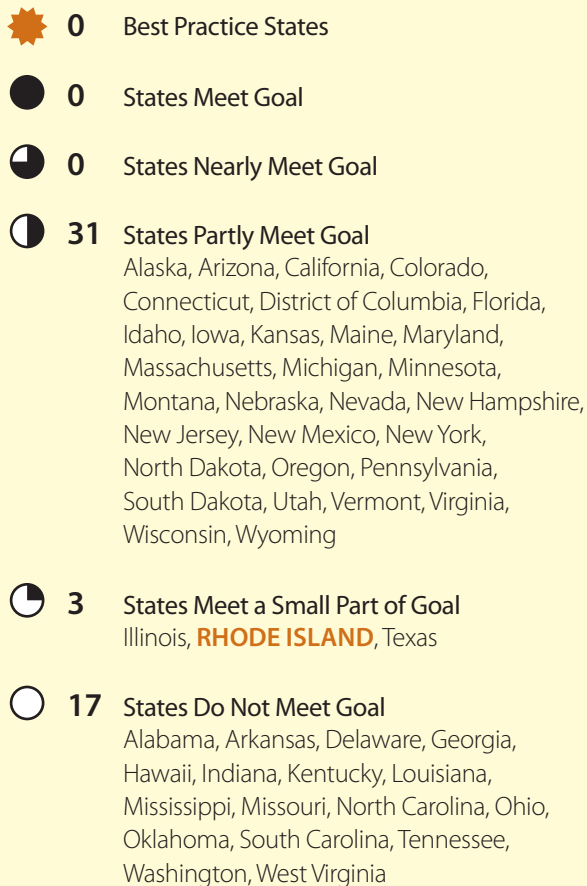 0 Best Practice States
0 States Meet Goal
0 States Nearly Meet Goal
31 States Partly Meet Goal
Alaska, Arizona, California, Colorado,
Connecticut, District of Columbia, Florida,
Idaho, Iowa, Kansas, Maine, Maryland,
Massachusetts, Michigan, Minnesota,
Montana, Nebraska, Nevada, New Hampshire,
New Jersey, New Mexico, New York,
North Dakota, Oregon, Pennsylvania,
South Dakota, Utah, Vermont, Virginia,
Wisconsin, Wyoming
3 States Meet a Small Part of Goal
Illinois, RHODE ISLAND, Texas
17 States Do Not Meet Goal
Alabama, Arkansas, Delaware, Georgia,
Hawaii, Indiana, Kentucky, Louisiana,
Mississippi, Missouri, North Carolina, Ohio,
Oklahoma, South Carolina, Tennessee,
Washington, West Virginia